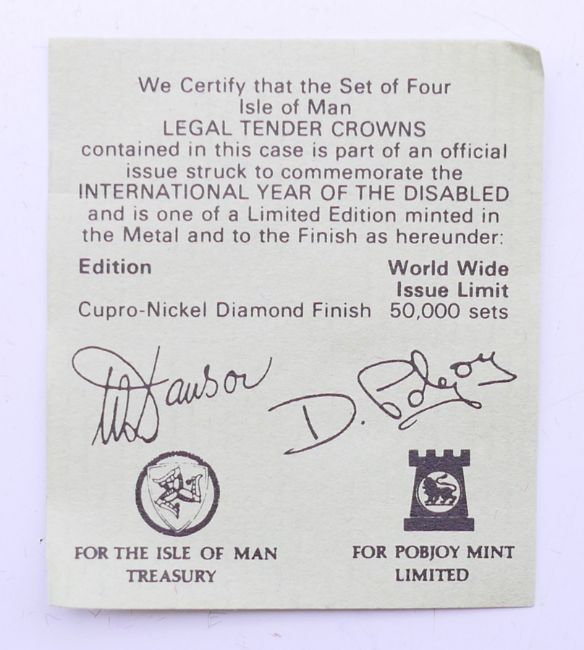 We Certify that the Set of Four
Isle of Man
LEGAL TENDER CROWNS
contained in this case is part of an official
issue struck to commemorate the
INTERNATIONAL YEAR OF THE DISABLED
and is one of a Limited Edition minted in
the Metal and to the Finish as hereunder:
Edition World Wide
Issue Limit
Cupro-Nickel Diamond Finish 50,000 sets
D. Pobjoy
FOR THE ISLE OF MAN
TREASURY
FOR POBJOY MINT
LIMITED